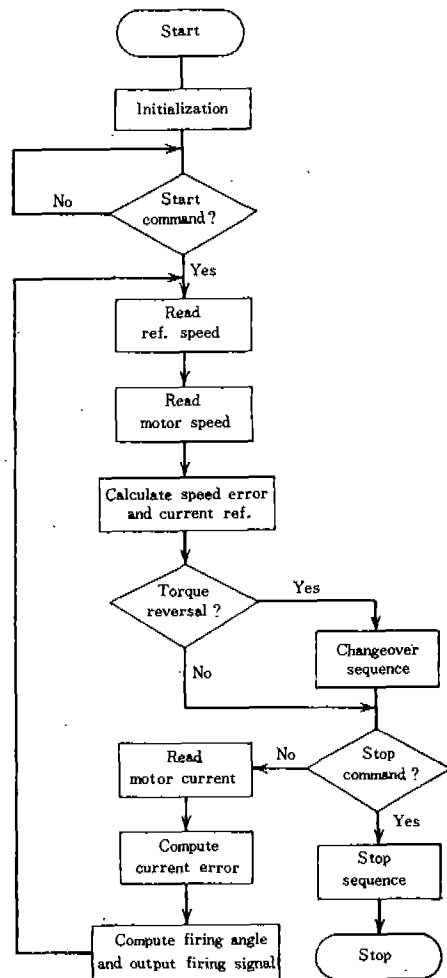 Start
Initialization
No
Start
command?
Yes
Read
ref. speed
Read
motor speed
Calculate speed error
and current ref.
Torque
reversal?
Yes
Changeover
sequence
No
Read
motor current
No
Stop
command?
Yes
Compute
current error
Stop
sequence
Compute firing angle
and output firing signal
Stop